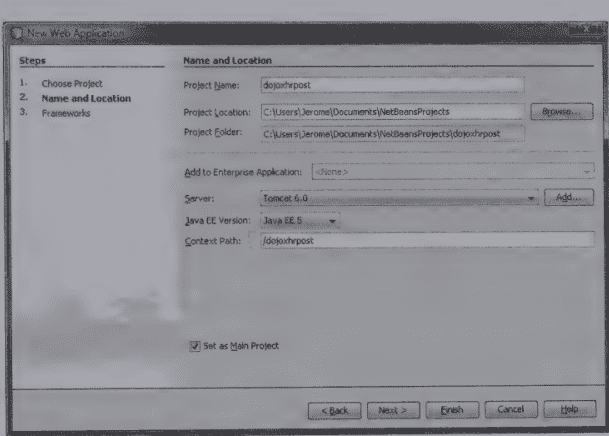 New Web Application
Steps
1. Choose Project
2. Name and Location
3. Frameworks
Name and Location
Project Name: dojoxhrpost
Project Location: C:\Users\Jerome\Documents\NetBeansProjects Browse...
Project Folder: C:\Users\Jerome\Documents\NetBeansProjects\dojoxhrpost
Add to Enterprise Application: <None>
Server: Tomcat 6.0 Add...
Java EE Version: Java EE 5
Context Path: /dojoxhrpost
Set as Main Project
< Back Next > Finish Cancel Help